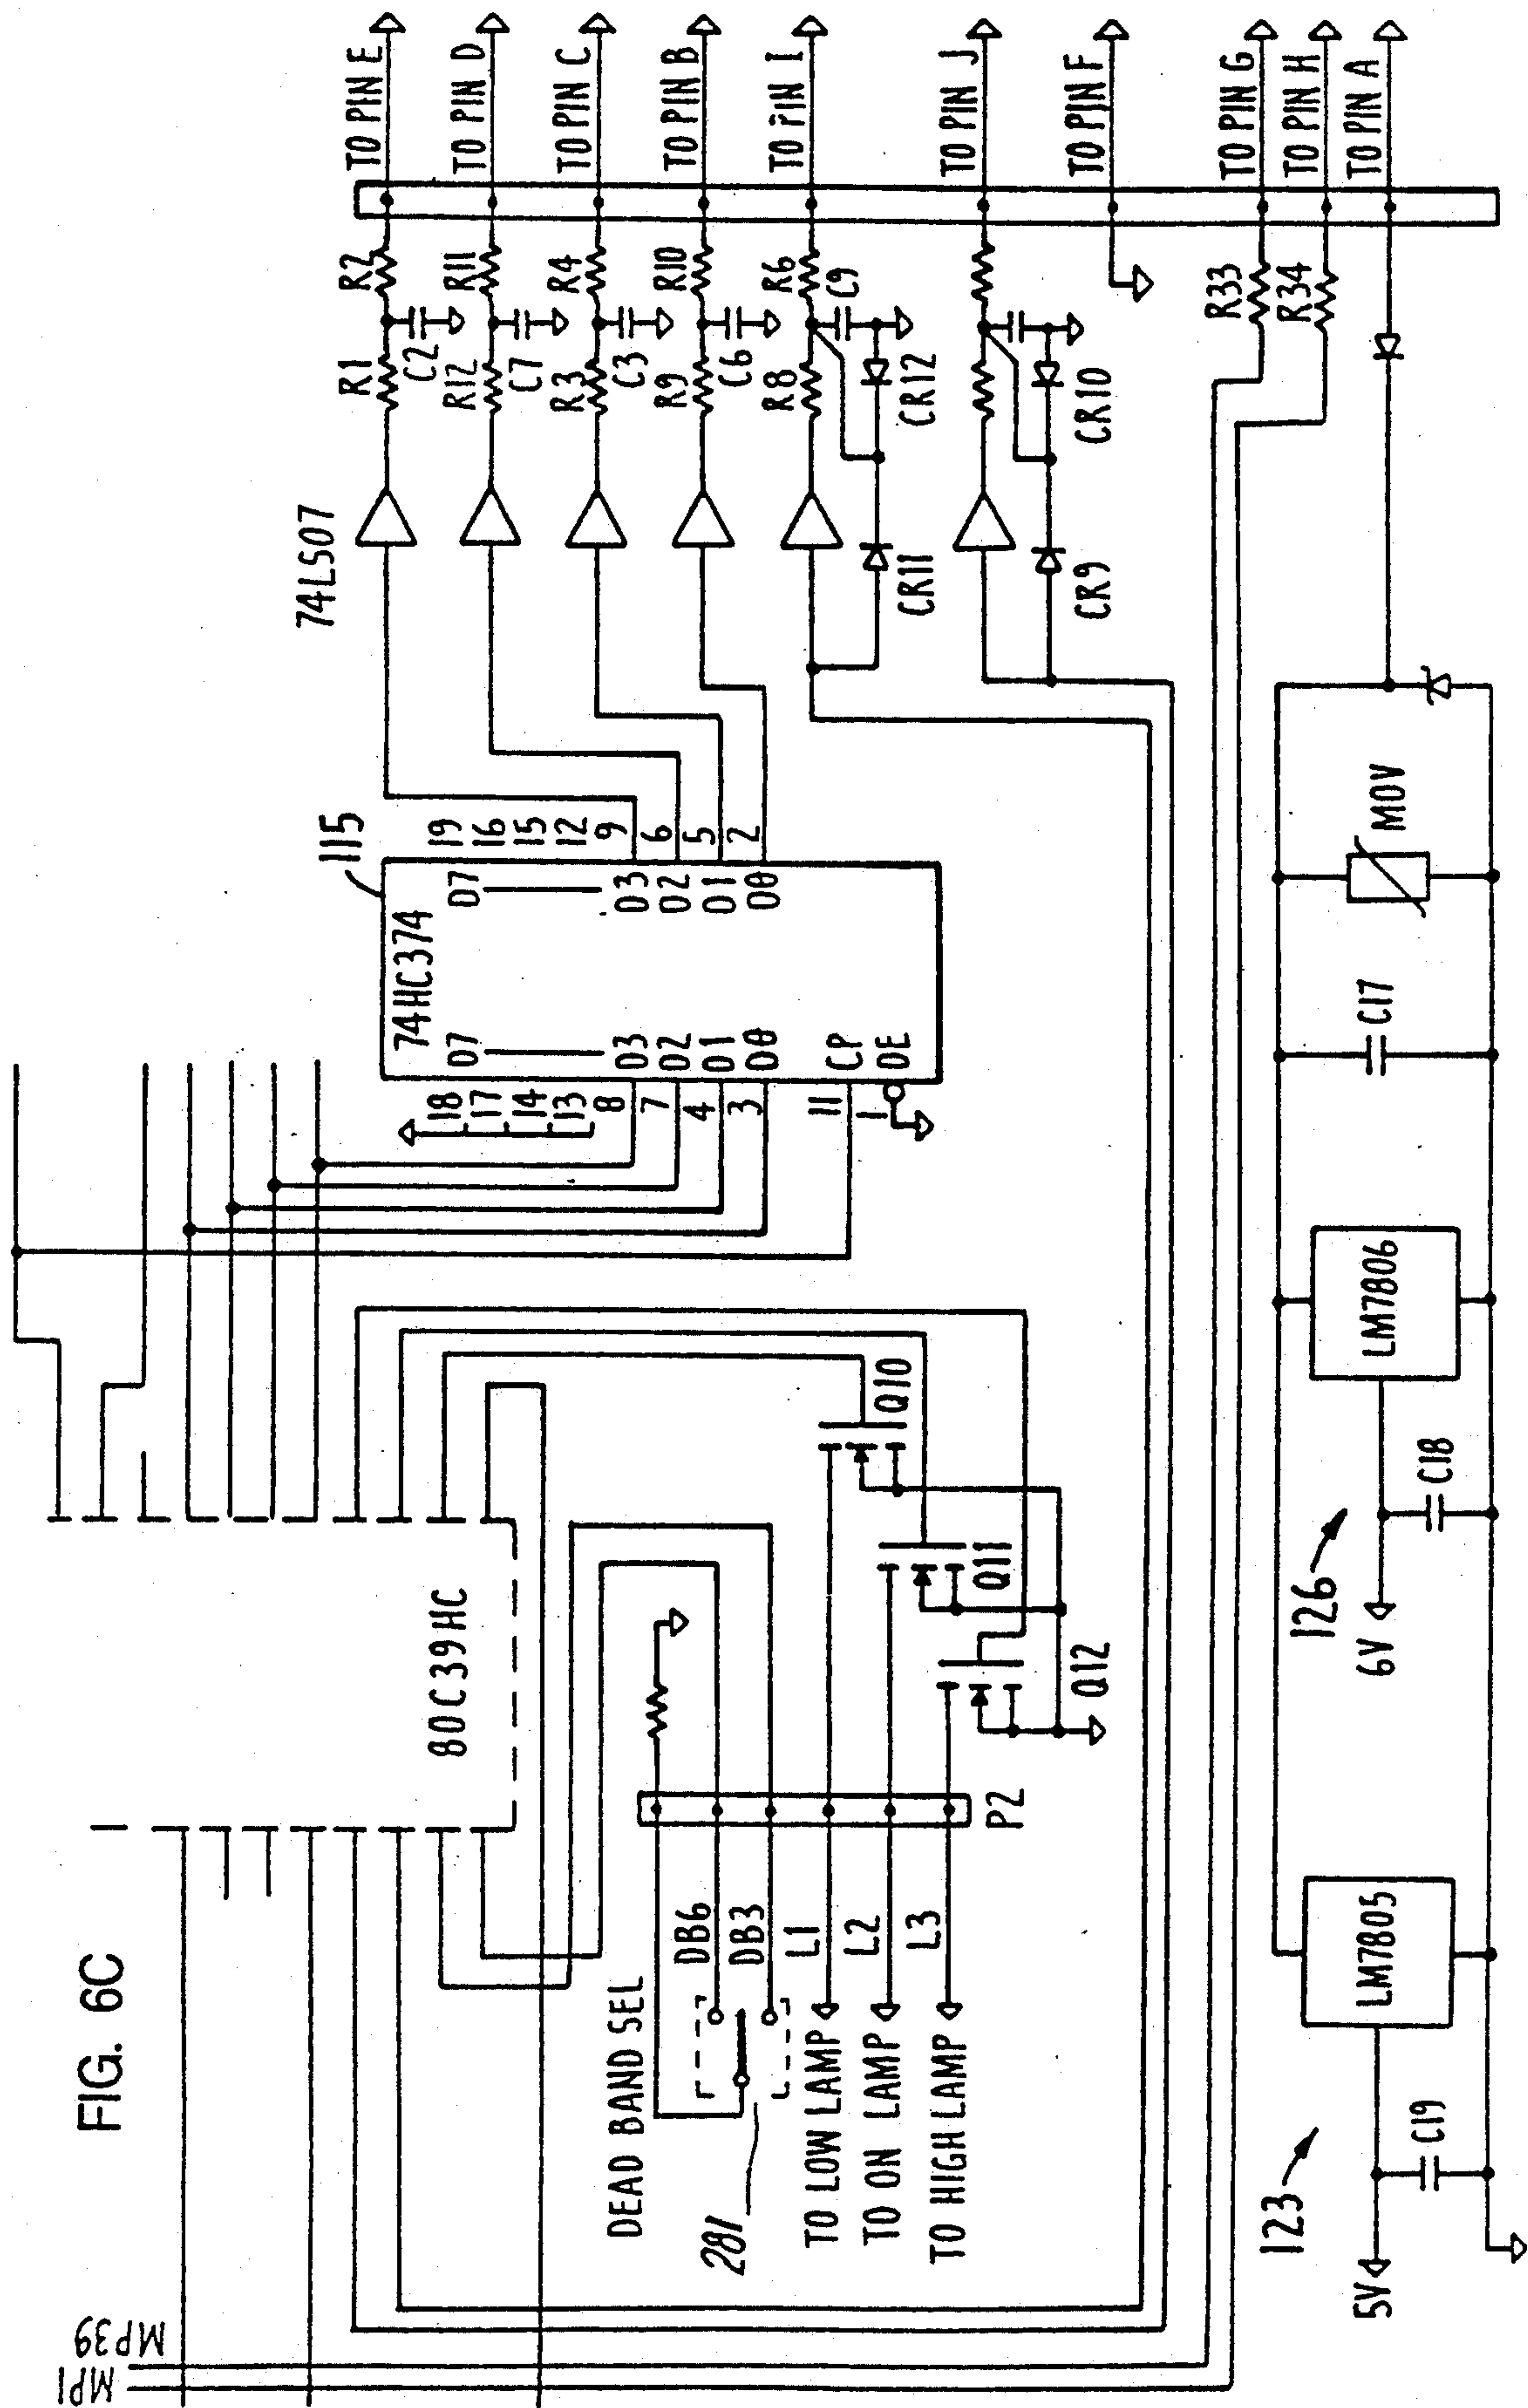 FIG. 6C
MP1
MP39
80C39HC
DEAD BAND SEL
DB6
DB3
L1
L2
L3
281
TO LOW LAMP
TO ON LAMP
TO HIGH LAMP
P2
Q10
Q11
Q12
115
74HC374
D7
D3
D2
D1
D0
CP
OE
18
17
14
13
8
7
4
3
11
1
O7
O3
O2
O1
O0
19
16
15
12
9
6
5
2
74LS07
R1
R2
C2
R12
R11
C7
R3
R4
C3
R9
R10
C6
R8
R6
C9
CR11
CR12
CR9
CR10
R33
R34
TO PIN E
TO PIN D
TO PIN C
TO PIN B
TO PIN I
TO PIN J
TO PIN F
TO PIN G
TO PIN H
TO PIN A
123
5V
C19
LM7805
126
6V
C18
LM7806
C17
MOV